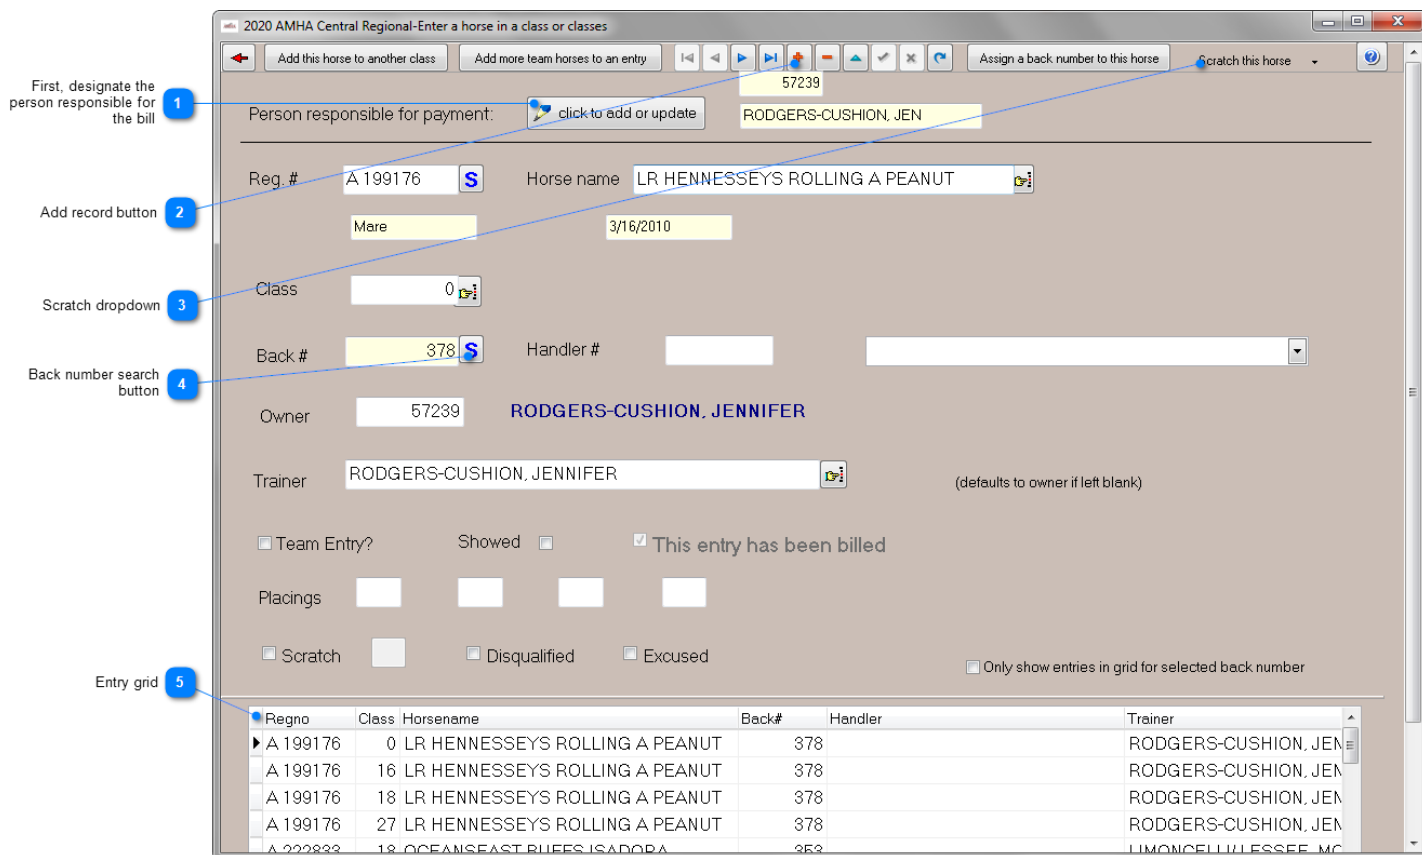 2020 AMHA Central Regional-Enter a horse in a class or classes
Add this horse to another class
Add more team horses to an entry
Assign a back number to this horse
Scratch this horse
First, designate the
person responsible for
the bill
1
57239
Person responsible for payment:
click to add or update
RODGERS-CUSHION, JEN
Reg. #
A 199176
S
Horse name
LR HENNESSEYS ROLLING A PEANUT
Add record button
2
Mare
3/16/2010
Scratch dropdown
3
Class
0
Back number search
button
4
Back #
378
S
Handler #
Owner
57239
RODGERS-CUSHION, JENNIFER
Trainer
RODGERS-CUSHION, JENNIFER
(defaults to owner if left blank)
Team Entry?
Showed
This entry has been billed
Placings
Scratch
Disqualified
Excused
Only show entries in grid for selected back number
Entry grid
5
Regno Class Horsename Back# Handler Trainer
A 199176 0 LR HENNESSEYS ROLLING A PEANUT 378 RODGERS-CUSHION, JEN
A 199176 16 LR HENNESSEYS ROLLING A PEANUT 378 RODGERS-CUSHION, JEN
A 199176 18 LR HENNESSEYS ROLLING A PEANUT 378 RODGERS-CUSHION, JEN
A 199176 27 LR HENNESSEYS ROLLING A PEANUT 378 RODGERS-CUSHION, JEN
A 222833 18 OCEANSEAST BUFFS ISADORA 353